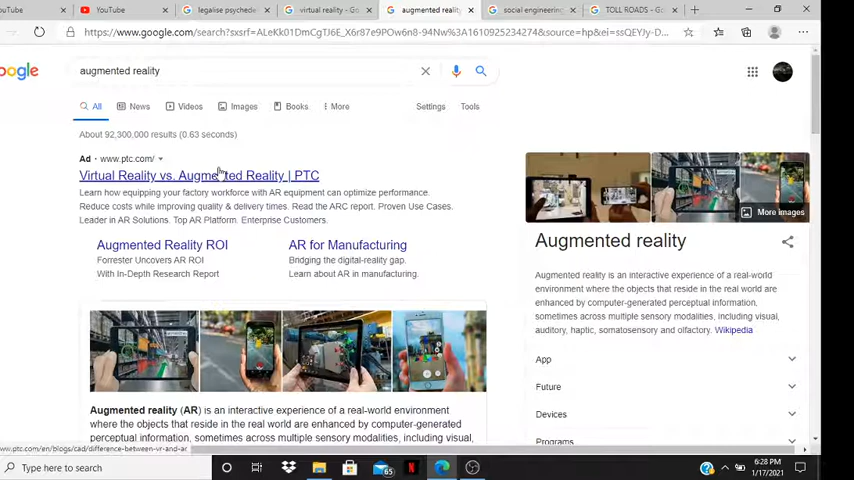 YouTube
YouTube
legalise psychede
virtual reality - Go
augmented reality
social engineering
TOLL ROADS - Go
https://www.google.com/search?sxsrf=ALeKk01DmCgTJ6E_X6r87e9POwo6n8-94Nw%3A1610925234274&source=hp&ei=ssQEYJy-D...
ogle
augmented reality
All
News
Videos
Images
Books
More
Settings
Tools
About 92,300,000 results (0.63 seconds)
Ad · www.ptc.com/
Virtual Reality vs. Augmented Reality | PTC
Learn how equipping your factory workforce with AR equipment can optimize performance.
Reduce costs while improving quality & delivery times. Read the ARC report. Proven Use Cases.
Leader in AR Solutions. Top AR Platform. Enterprise Customers.
Augmented Reality ROI
Forrester Uncovers AR ROI
With In-Depth Research Report
AR for Manufacturing
Bridging the digital-reality gap.
Learn about AR in manufacturing.
Augmented reality (AR) is an interactive experience of a real-world environment
where the objects that reside in the real world are enhanced by computer-generated
perceptual information, sometimes across multiple sensory modalities, including visual,
More images
Augmented reality
Augmented reality is an interactive experience of a real-world
environment where the objects that reside in the real world are
enhanced by computer-generated perceptual information,
sometimes across multiple sensory modalities, including visual,
auditory, haptic, somatosensory and olfactory. Wikipedia
App
Future
Devices
Programs
www.ptc.com/en/blogs/cad/difference-between-vr-and-ar
Type here to search
65
N
6:28 PM
1/17/2021